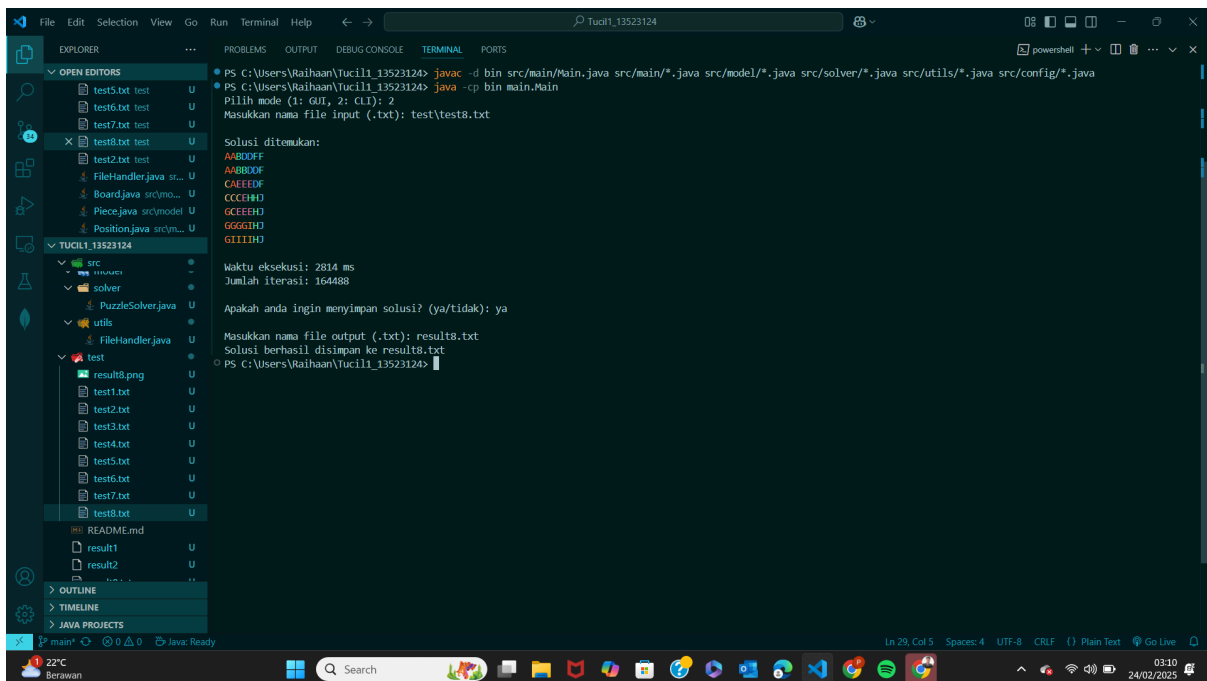 File Edit Selection View Go Run Terminal Help
Tucil1_13523124
EXPLORER
OPEN EDITORS
test5.txt test U
test6.txt test U
test7.txt test U
test8.txt test U
test2.txt test U
FileHandler.java sr... U
Board.java src\mo... U
Piece.java src\model U
Position.java src\m... U
TUCIL1_13523124
src
model
solver
PuzzleSolver.java U
utils
FileHandler.java U
test
result8.png U
test1.txt U
test2.txt U
test3.txt U
test4.txt U
test5.txt U
test6.txt U
test7.txt U
test8.txt U
README.md
result1 U
result2 U
OUTLINE
TIMELINE
JAVA PROJECTS
34
PROBLEMS OUTPUT DEBUG CONSOLE TERMINAL PORTS
powershell
PS C:\Users\Raihaan\Tucil1_13523124> javac -d bin src/main/Main.java src/main/*.java src/model/*.java src/solver/*.java src/utils/*.java src/config/*.java
PS C:\Users\Raihaan\Tucil1_13523124> java -cp bin main.Main
Pilih mode (1: GUI, 2: CLI): 2
Masukkan nama file input (.txt): test\test8.txt
Solusi ditemukan:
AABDDFF
AABBDDF
CAEEEDF
CCCEHHJ
GCEEEHJ
GGGGIHJ
GIIIIHJ
Waktu eksekusi: 2814 ms
Jumlah iterasi: 164488
Apakah anda ingin menyimpan solusi? (ya/tidak): ya
Masukkan nama file output (.txt): result8.txt
Solusi berhasil disimpan ke result8.txt
PS C:\Users\Raihaan\Tucil1_13523124>
main* 0 0 Java: Ready
Ln 29, Col 5 Spaces: 4 UTF-8 CRLF {} Plain Text Go Live
1
22°C
Berawan
Search
03:10
24/02/2025